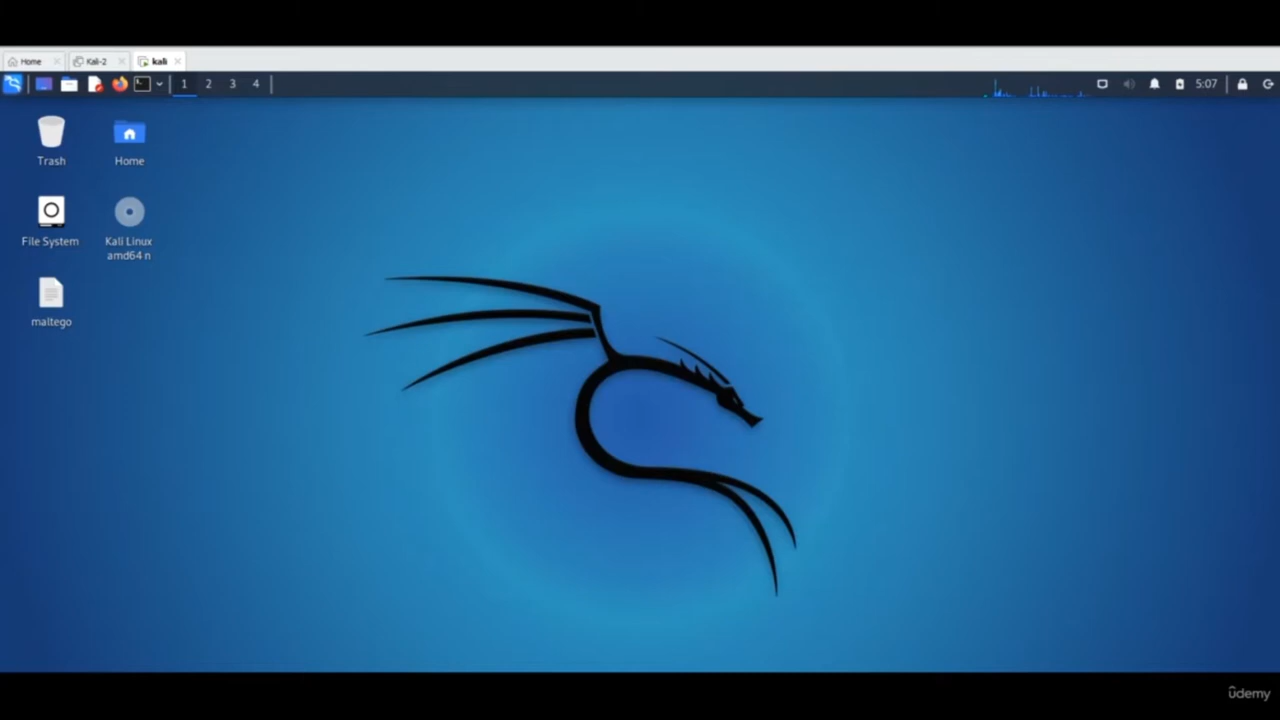 Home
Kali-2
kali
1 2 3 4
5:07
Trash
Home
File System
Kali Linux
amd64 n
maltego
ûdemy